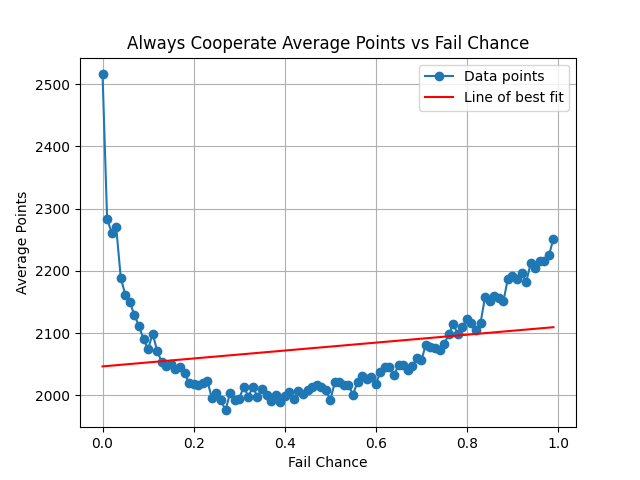 Always Cooperate Average Points vs Fail Chance
Data points
Line of best fit
2500
2400
2300
2200
2100
2000
Average Points
0.0 0.2 0.4 0.6 0.8 1.0
Fail Chance